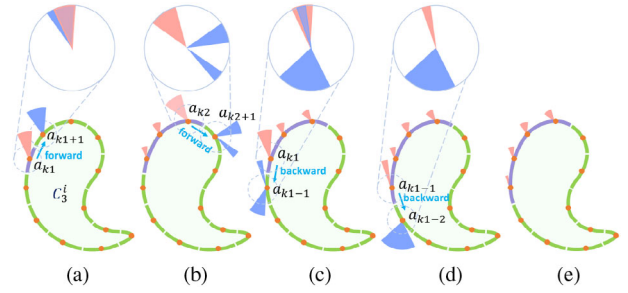 a_{k1+1}
forward
a_{k1}
C_3^i
a_{k2}
a_{k2+1}
forward
a_{k1}
backward
a_{k1-1}
a_{k1-1}
backward
a_{k1-2}
(a) (b) (c) (d) (e)